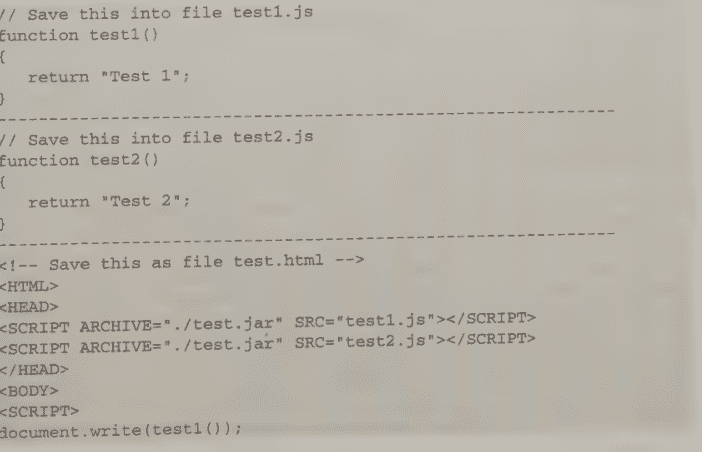 // Save this into file test1.js
function test1()
{
return "Test 1";
}
--------------------------------------------------------------
// Save this into file test2.js
function test2()
{
return "Test 2";
}
--------------------------------------------------------------
<!-- Save this as file test.html -->
<HTML>
<HEAD>
<SCRIPT ARCHIVE="./test.jar" SRC="test1.js"></SCRIPT>
<SCRIPT ARCHIVE="./test.jar" SRC="test2.js"></SCRIPT>
</HEAD>
<BODY>
<SCRIPT>
document.write(test1());